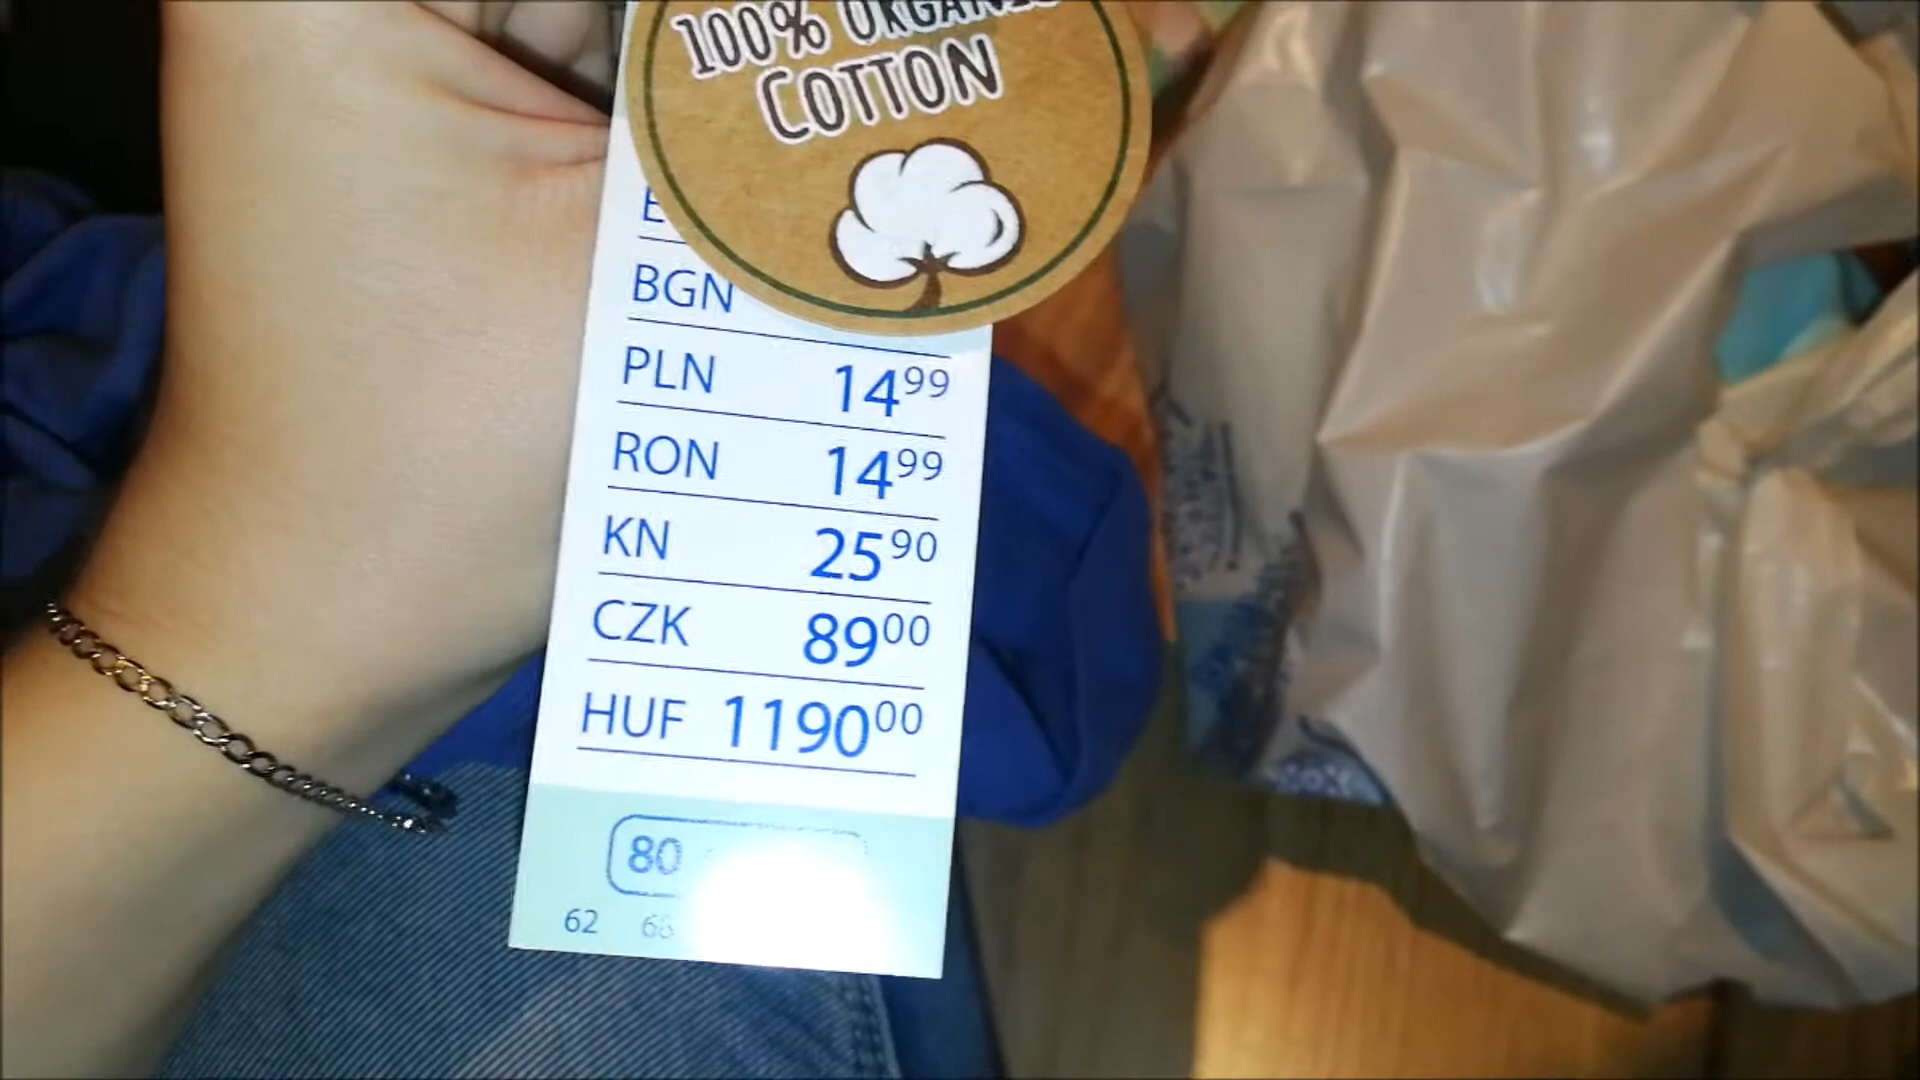 100% ORGANIC
COTTON
BGN
PLN 14⁹⁹
RON 14⁹⁹
KN 25⁹⁰
CZK 89⁰⁰
HUF 1190⁰⁰
80
62